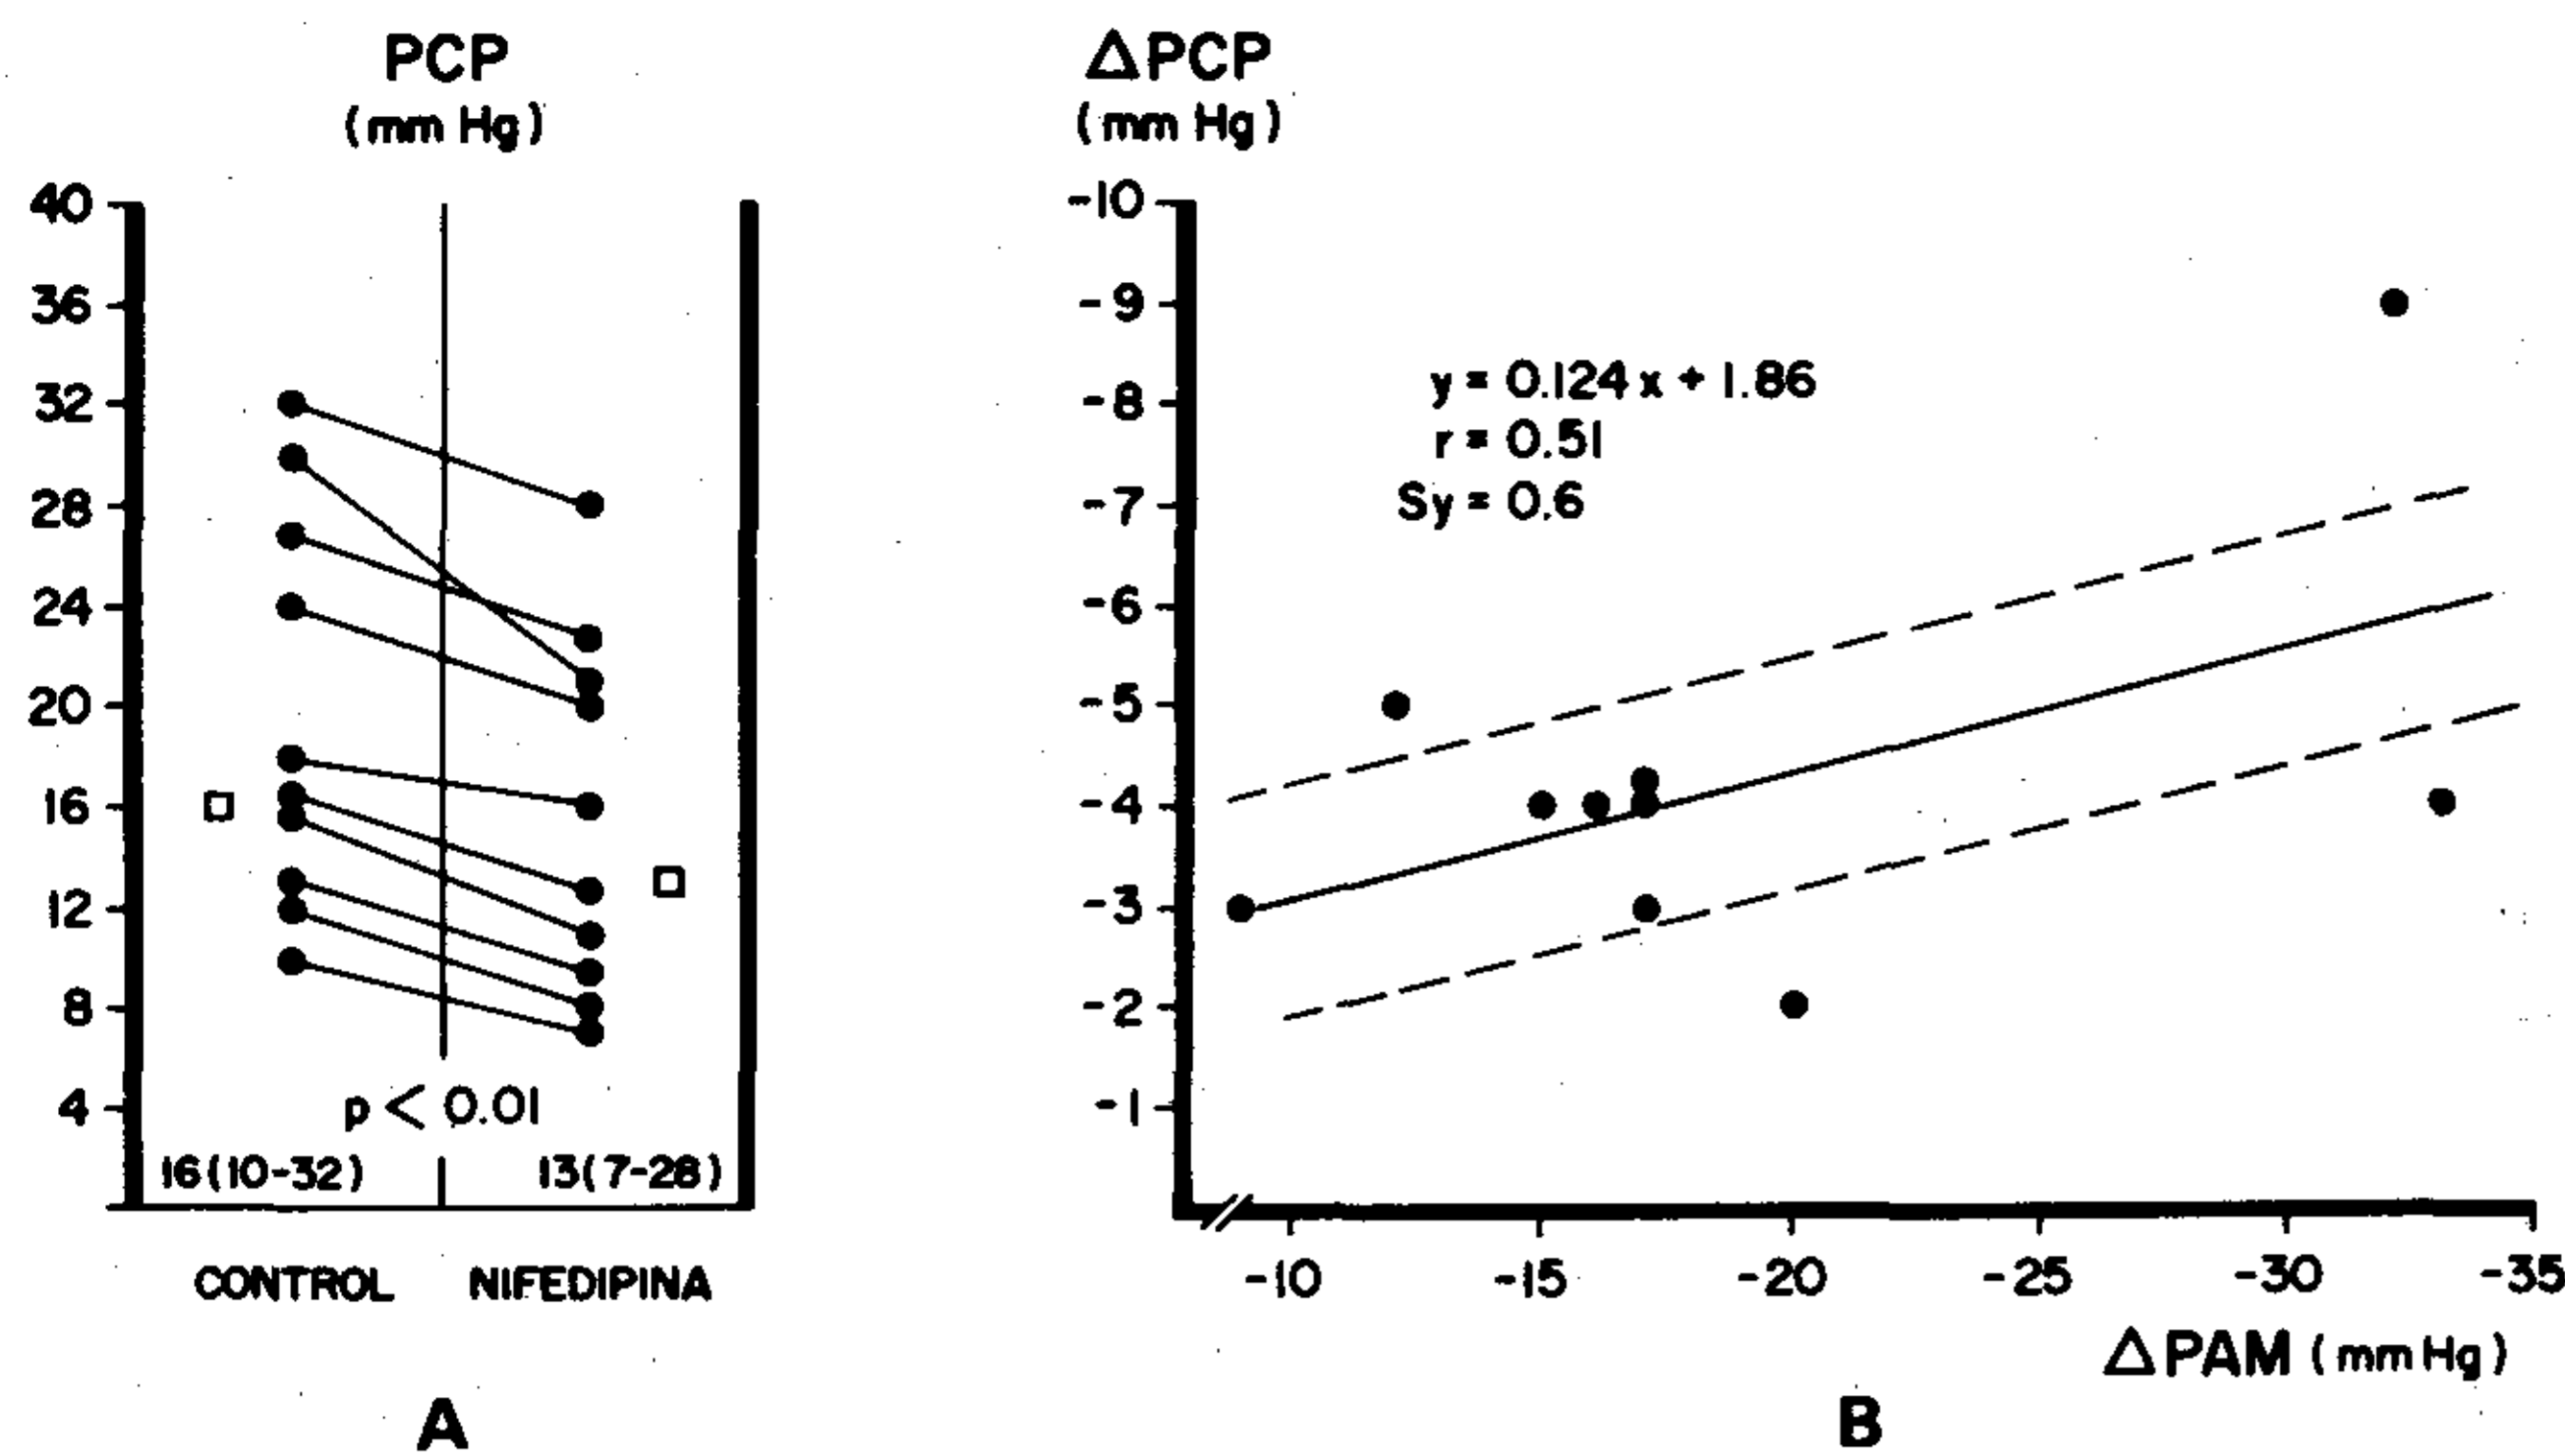 PCP
(mm Hg)
40
36
32
28
24
20
16
12
8
4
p < 0.01
16(10-32)
13(7-28)
CONTROL
NIFEDIPINA
A
ΔPCP
(mm Hg)
-10
-9
-8
-7
-6
-5
-4
-3
-2
-1
y = 0.124 x + 1.86
r = 0.51
Sy = 0.6
-10 -15 -20 -25 -30 -35
ΔPAM (mm Hg)
B